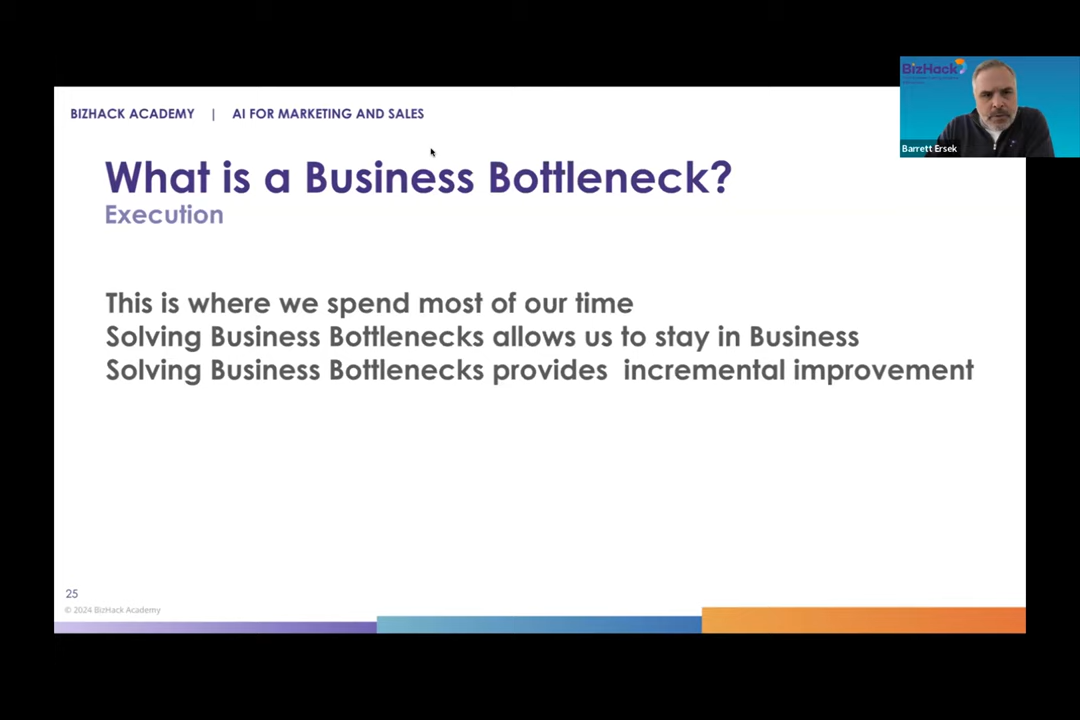 BIZHACK ACADEMY | AI FOR MARKETING AND SALES
BizHack
Barrett Ersek
What is a Business Bottleneck?
Execution
This is where we spend most of our time
Solving Business Bottlenecks allows us to stay in Business
Solving Business Bottlenecks provides  incremental improvement
25
© 2024 BizHack Academy